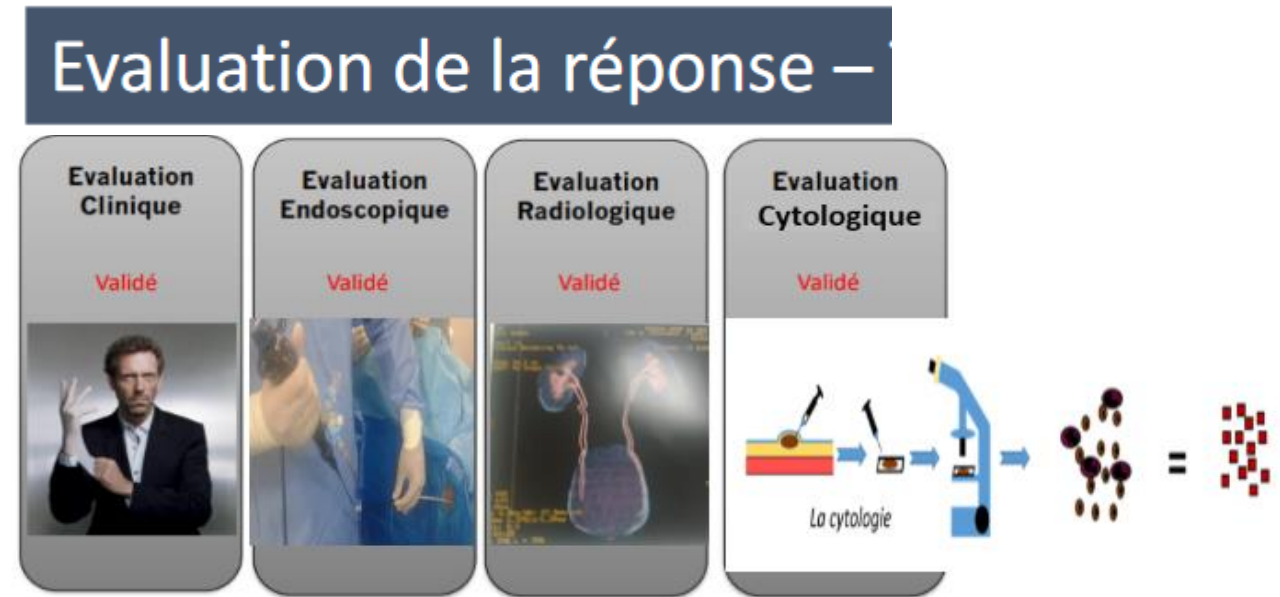 Evaluation de la réponse –
Evaluation
Clinique
Validé
Evaluation
Endoscopique
Validé
Evaluation
Radiologique
Validé
Evaluation
Cytologique
Validé
La cytologie
=